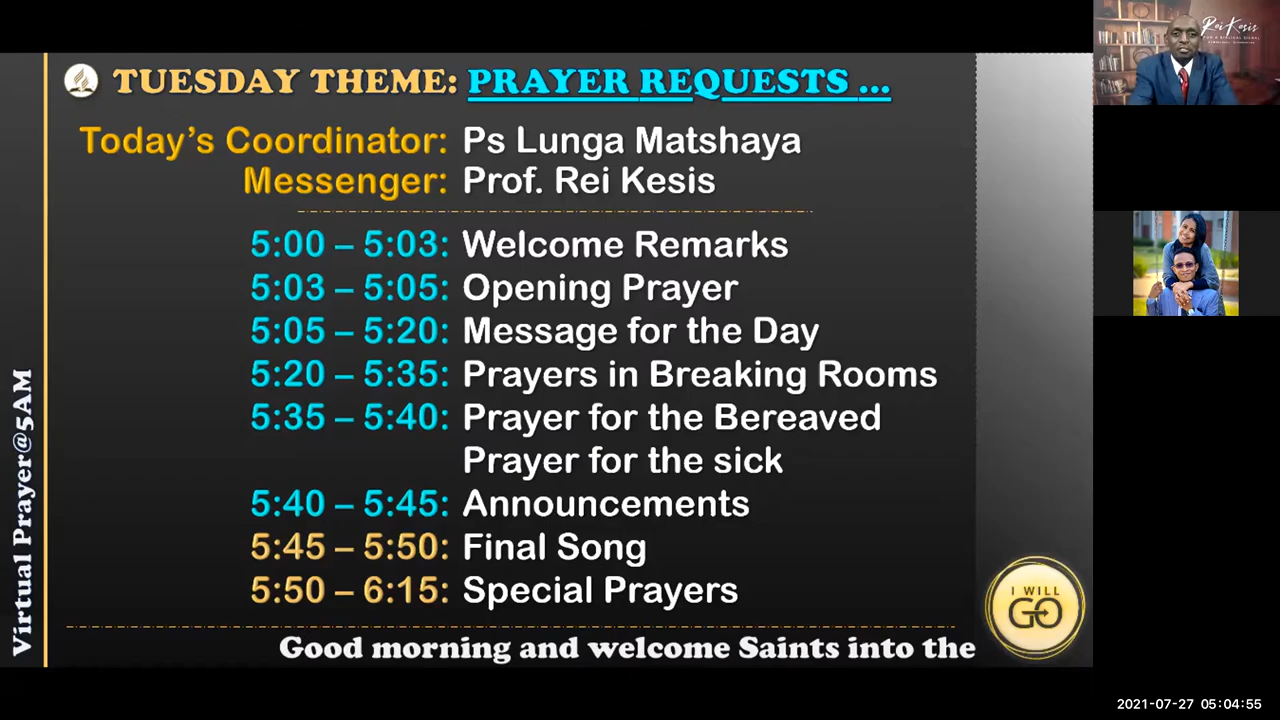 TUESDAY THEME: PRAYER REQUESTS ...
Today's Coordinator: Ps Lunga Matshaya
Messenger: Prof. Rei Kesis
5:00 – 5:03: Welcome Remarks
5:03 – 5:05: Opening Prayer
5:05 – 5:20: Message for the Day
5:20 – 5:35: Prayers in Breaking Rooms
5:35 – 5:40: Prayer for the Bereaved
Prayer for the sick
5:40 – 5:45: Announcements
5:45 – 5:50: Final Song
5:50 – 6:15: Special Prayers
Good morning and welcome Saints into the
Virtual Prayer@5AM
I WILL
GO
Rei Kesis
2021-07-27 05:04:55